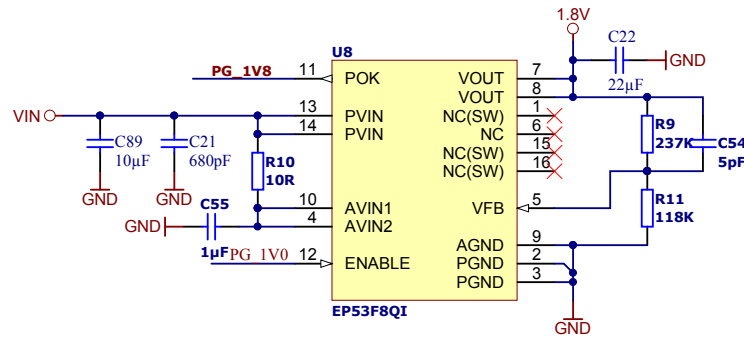 1.8V
U8
C22
GND
22µF
PG_1V8
11
POK
VOUT
7
VOUT
8
VIN
13
PVIN
NC(SW)
1
14
PVIN
NC
6
NC(SW)
15
NC(SW)
16
C89
10µF
C21
680pF
R10
10R
R9
237K
C54
5pF
GND
GND
10
AVIN1
VFB
5
R11
118K
GND
C55
1µF
4
AVIN2
AGND
9
PG_1V0
12
ENABLE
PGND
2
PGND
3
EP53F8QI
GND